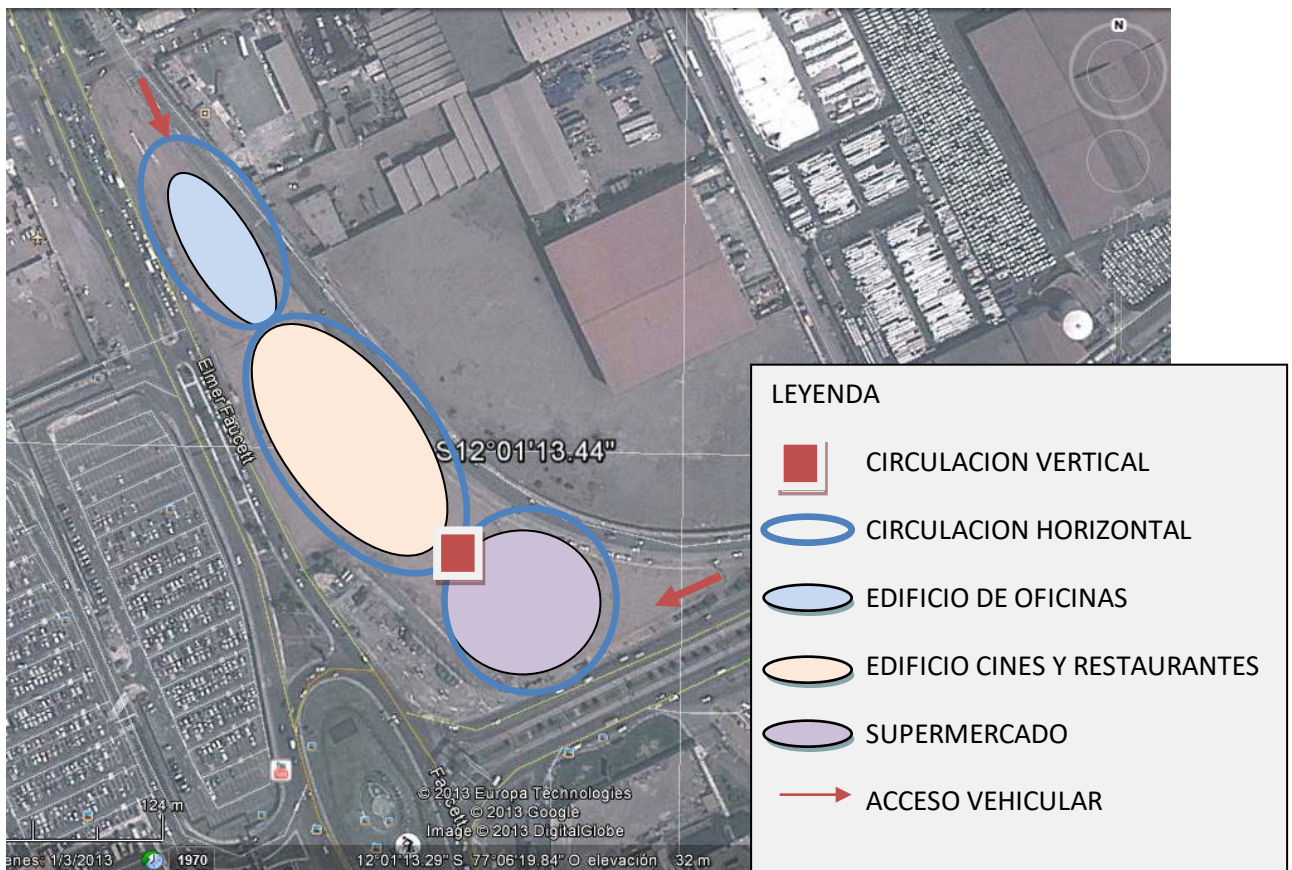 N
Elmer Faucett
S12°01'13.44"
LEYENDA
CIRCULACION VERTICAL
CIRCULACION HORIZONTAL
EDIFICIO DE OFICINAS
EDIFICIO CINES Y RESTAURANTES
SUPERMERCADO
ACCESO VEHICULAR
Faucett
124 m
© 2013 Europa Technologies
© 2013 Google
Image © 2013 DigitalGlobe
enes: 1/3/2013 1970 12°01'13.29" S 77°06'19.84" O elevación 32 m